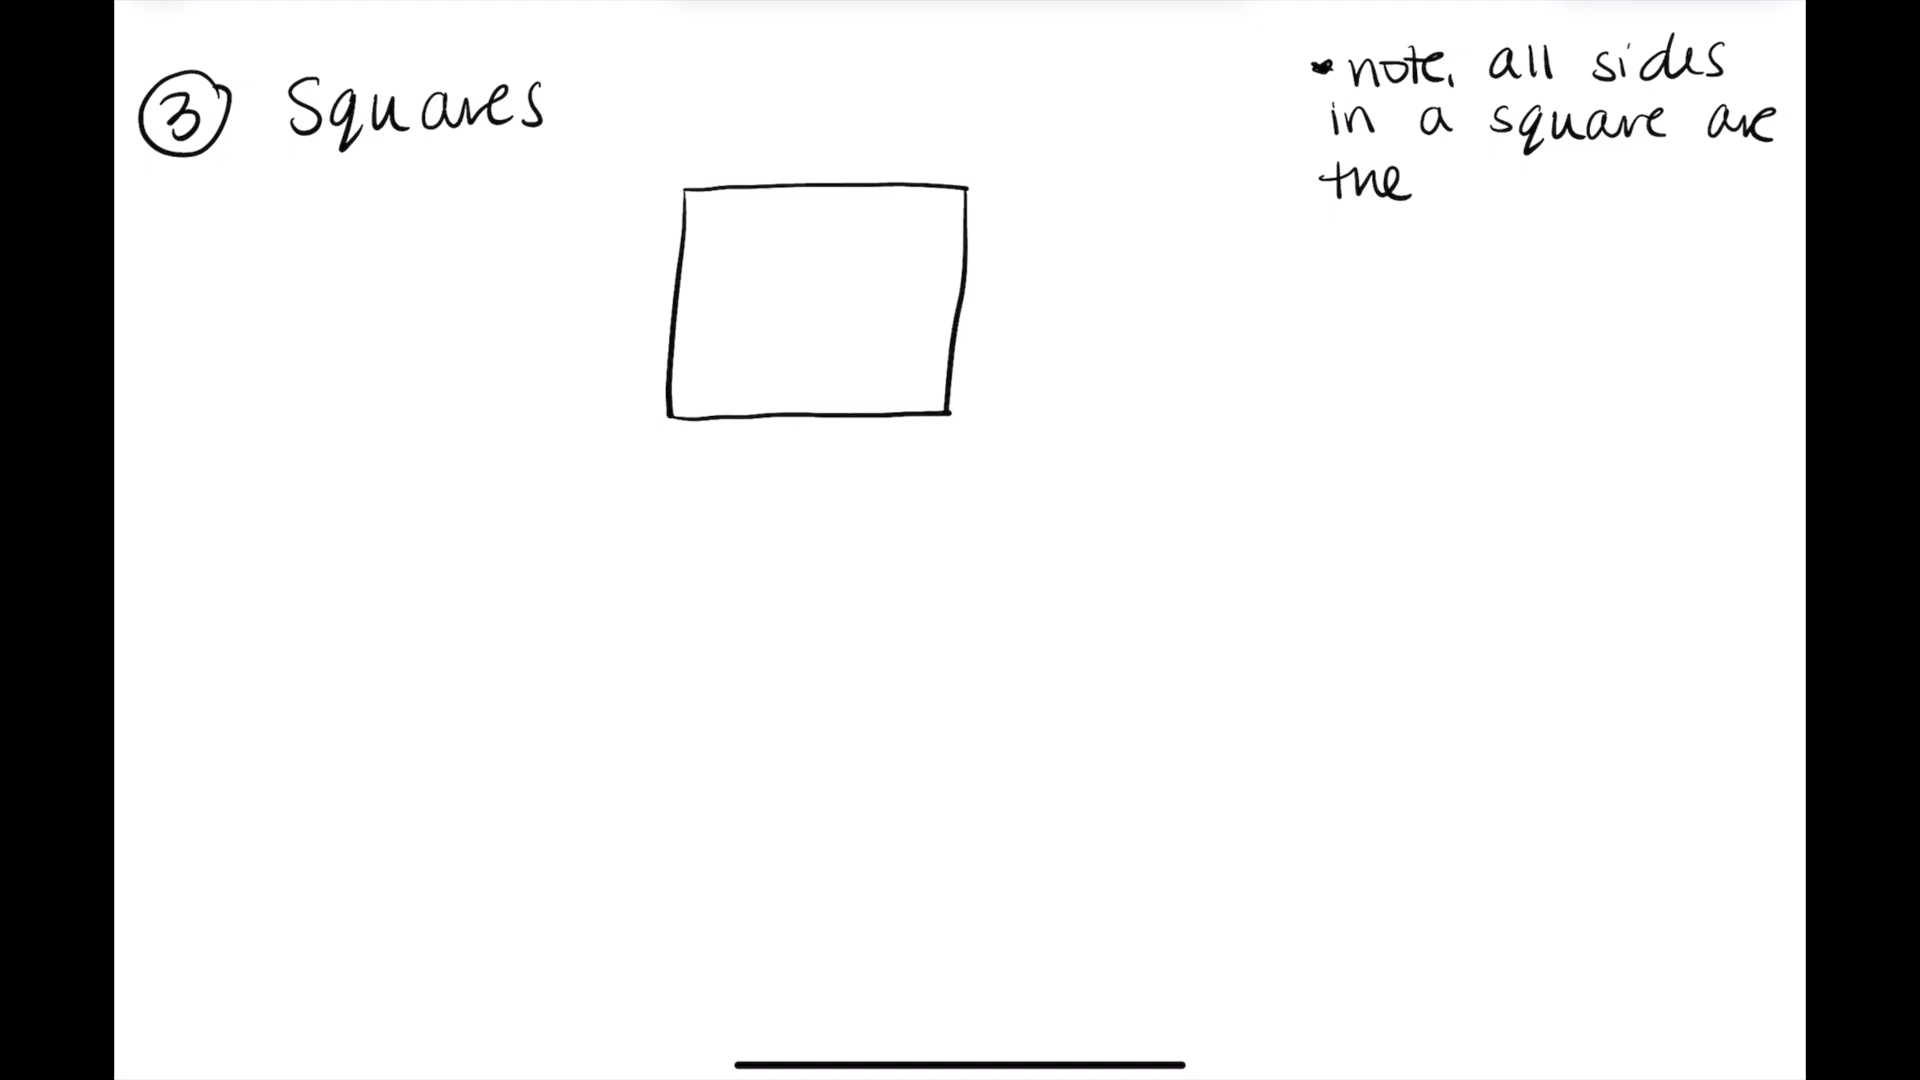 3 Squares
• note, all sides
in a square are
the